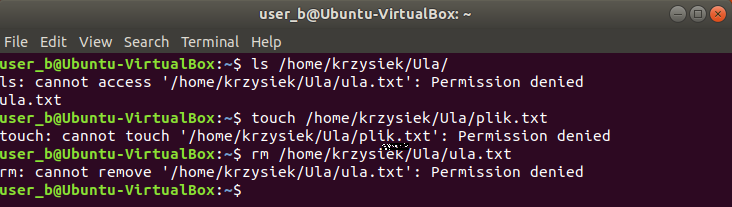 user_b@Ubuntu-VirtualBox: ~
File Edit View Search Terminal Help
user_b@Ubuntu-VirtualBox:~$ ls /home/krzysiek/Ula/
ls: cannot access '/home/krzysiek/Ula/ula.txt': Permission denied
ula.txt
user_b@Ubuntu-VirtualBox:~$ touch /home/krzysiek/Ula/plik.txt
touch: cannot touch '/home/krzysiek/Ula/plik.txt': Permission denied
user_b@Ubuntu-VirtualBox:~$ rm /home/krzysiek/Ula/ula.txt
rm: cannot remove '/home/krzysiek/Ula/ula.txt': Permission denied
user_b@Ubuntu-VirtualBox:~$